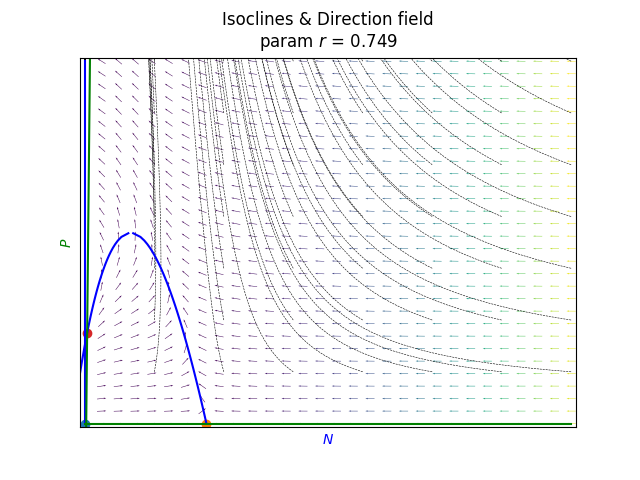 Isoclines & Direction field
param r = 0.749
P
N